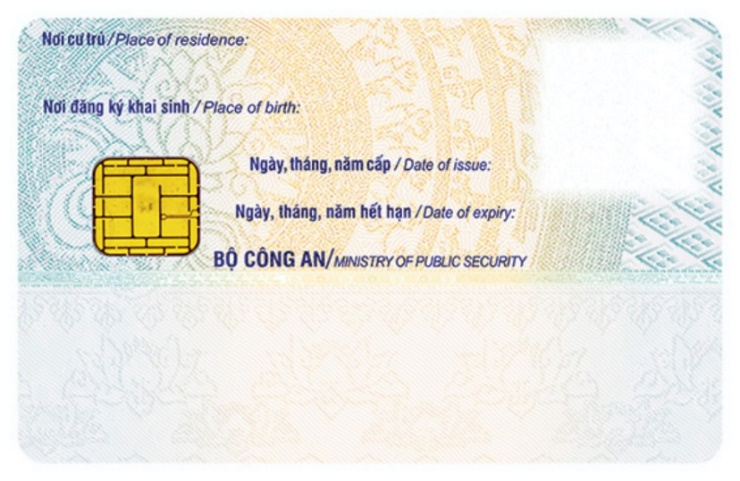 Nơi cư trú / Place of residence:
Nơi đăng ký khai sinh / Place of birth:
Ngày, tháng, năm cấp / Date of issue:
Ngày, tháng, năm hết hạn / Date of expiry:
BỘ CÔNG AN/MINISTRY OF PUBLIC SECURITY